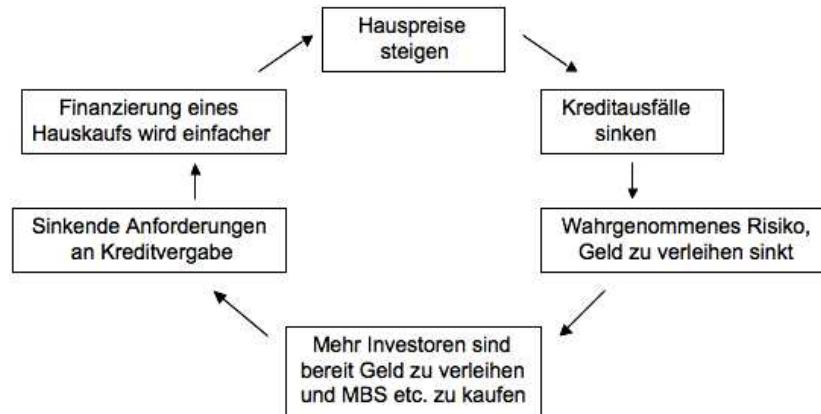 Hauspreise
steigen
Kreditausfälle
sinken
Wahrgenommenes Risiko,
Geld zu verleihen sinkt
Mehr Investoren sind
bereit Geld zu verleihen
und MBS etc. zu kaufen
Sinkende Anforderungen
an Kreditvergabe
Finanzierung eines
Hauskaufs wird einfacher